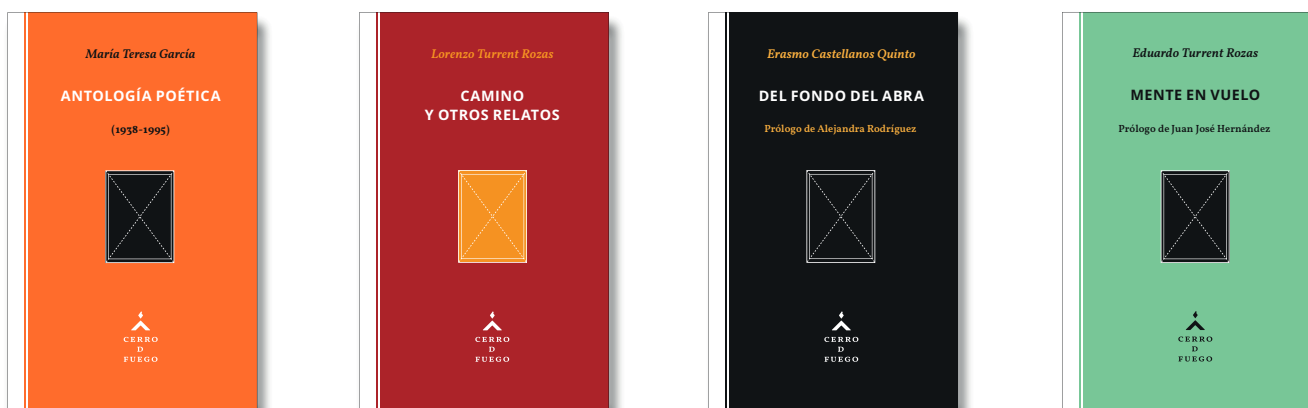 María Teresa García
ANTOLOGÍA POÉTICA
(1938-1995)
CERRO
D
FUEGO
Lorenzo Turrent Rozas
CAMINO
Y OTROS RELATOS
CERRO
D
FUEGO
Erasmo Castellanos Quinto
DEL FONDO DEL ABRA
Prólogo de Alejandra Rodríguez
CERRO
D
FUEGO
Eduardo Turrent Rozas
MENTE EN VUELO
Prólogo de Juan José Hernández
CERRO
D
FUEGO